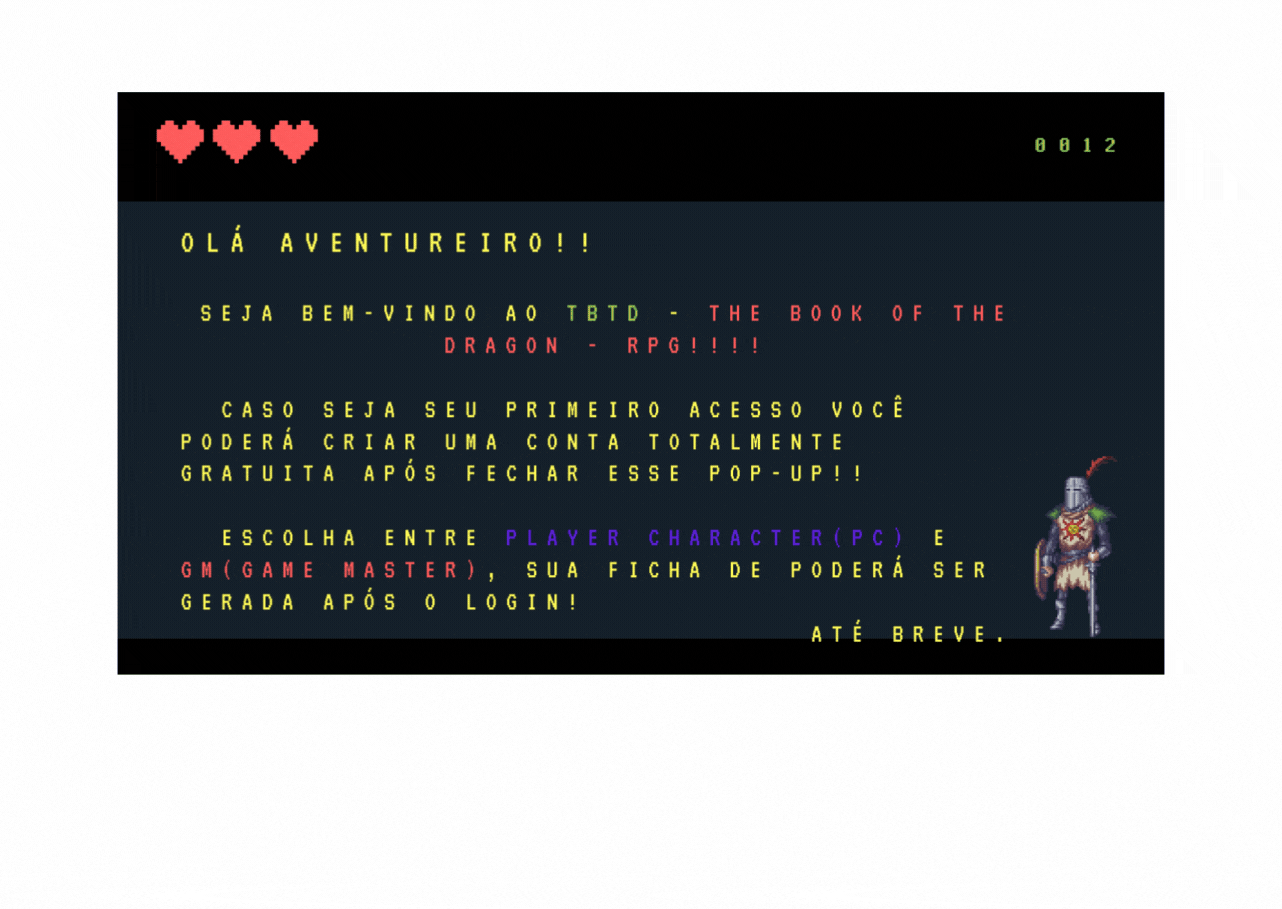 0012
OLÁ AVENTUREIRO!!
SEJA BEM-VINDO AO TBTD - THE BOOK OF THE
DRAGON - RPG!!!!
CASO SEJA SEU PRIMEIRO ACESSO VOCÊ
PODERÁ CRIAR UMA CONTA TOTALMENTE
GRATUITA APÓS FECHAR ESSE POP-UP!!
ESCOLHA ENTRE PLAYER CHARACTER(PC) E
GM(GAME MASTER), SUA FICHA DE PODERÁ SER
GERADA APÓS O LOGIN!
ATÉ BREVE.